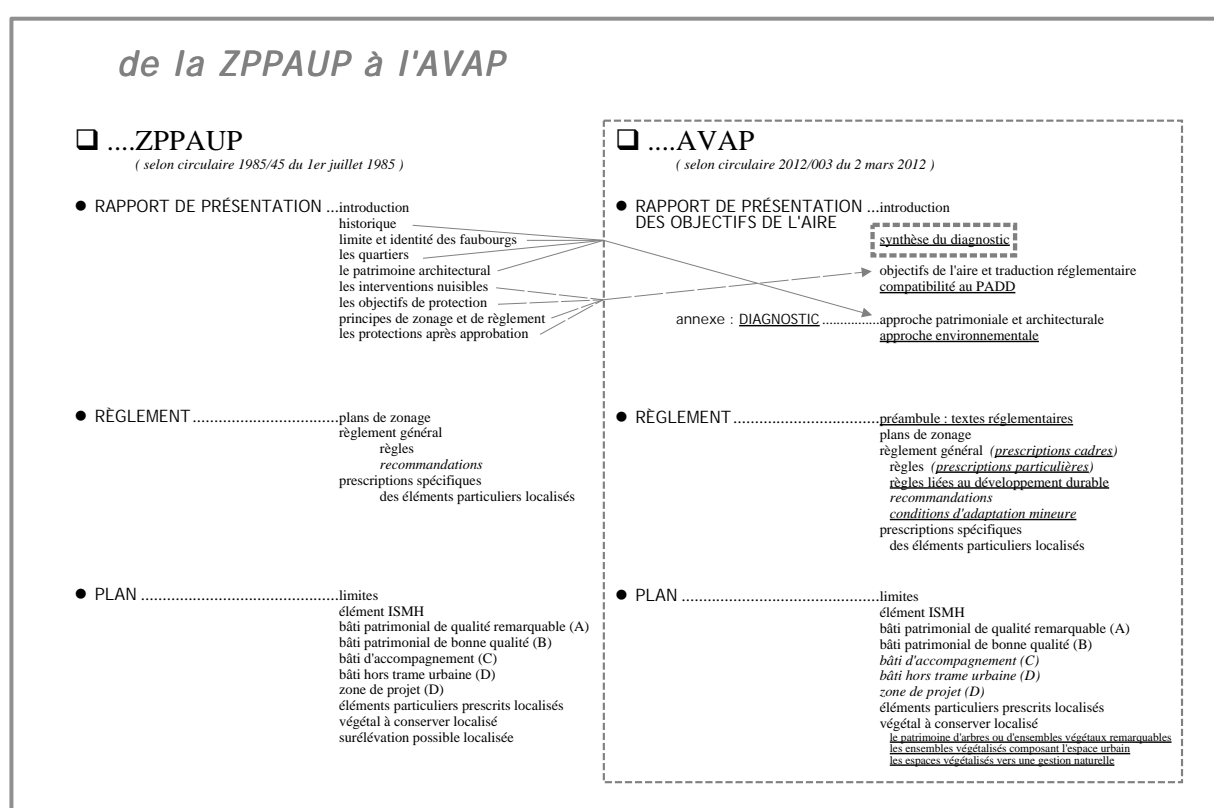 de la ZPPAUP à l'AVAP
❑ ....ZPPAUP
( selon circulaire 1985/45 du 1er juillet 1985 )
● RAPPORT DE PRÉSENTATION ...introduction
historique
limite et identité des faubourgs
les quartiers
le patrimoine architectural
les interventions nuisibles
les objectifs de protection
principes de zonage et de règlement
les protections après approbation
● RÈGLEMENT ..................................plans de zonage
règlement général
règles
recommandations
prescriptions spécifiques
des éléments particuliers localisés
● PLAN ..............................................limites
élément ISMH
bâti patrimonial de qualité remarquable (A)
bâti patrimonial de bonne qualité (B)
bâti d'accompagnement (C)
bâti hors trame urbaine (D)
zone de projet (D)
éléments particuliers prescrits localisés
végétal à conserver localisé
surélévation possible localisée
❑ ....AVAP
( selon circulaire 2012/003 du 2 mars 2012 )
● RAPPORT DE PRÉSENTATION ...introduction
DES OBJECTIFS DE L'AIRE
synthèse du diagnostic
objectifs de l'aire et traduction réglementaire
compatibilité au PADD
annexe : DIAGNOSTIC ................approche patrimoniale et architecturale
approche environnementale
● RÈGLEMENT ..................................préambule : textes réglementaires
plans de zonage
règlement général (prescriptions cadres)
règles (prescriptions particulières)
règles liées au développement durable
recommandations
conditions d'adaptation mineure
prescriptions spécifiques
des éléments particuliers localisés
● PLAN ..............................................limites
élément ISMH
bâti patrimonial de qualité remarquable (A)
bâti patrimonial de bonne qualité (B)
bâti d'accompagnement (C)
bâti hors trame urbaine (D)
zone de projet (D)
éléments particuliers prescrits localisés
végétal à conserver localisé
le patrimoine d'arbres ou d'ensembles végétaux remarquables
les ensembles végétalisés composant l'espace urbain
les espaces végétalisés vers une gestion naturelle